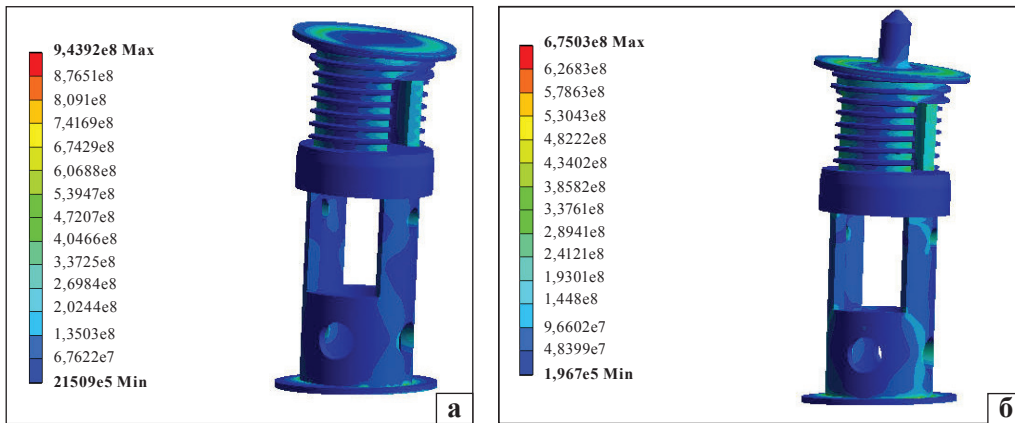 9,4392e8 Max
8,7651e8
8,091e8
7,4169e8
6,7429e8
6,0688e8
5,3947e8
4,7207e8
4,0466e8
3,3725e8
2,6984e8
2,0244e8
1,3503e8
6,7622e7
21509e5 Min
а
6,7503e8 Max
6,2683e8
5,7863e8
5,3043e8
4,8222e8
4,3402e8
3,8582e8
3,3761e8
2,8941e8
2,4121e8
1,9301e8
1,448e8
9,6602e7
4,8399e7
1,967e5 Min
б